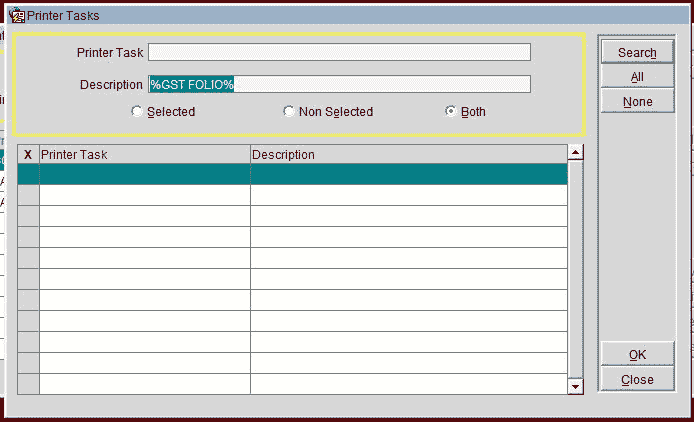 Printer Tasks
Printer Task
Description %GST FOLIO%
Selected Non Selected Both
Search
All
None
X Printer Task Description
OK
Close